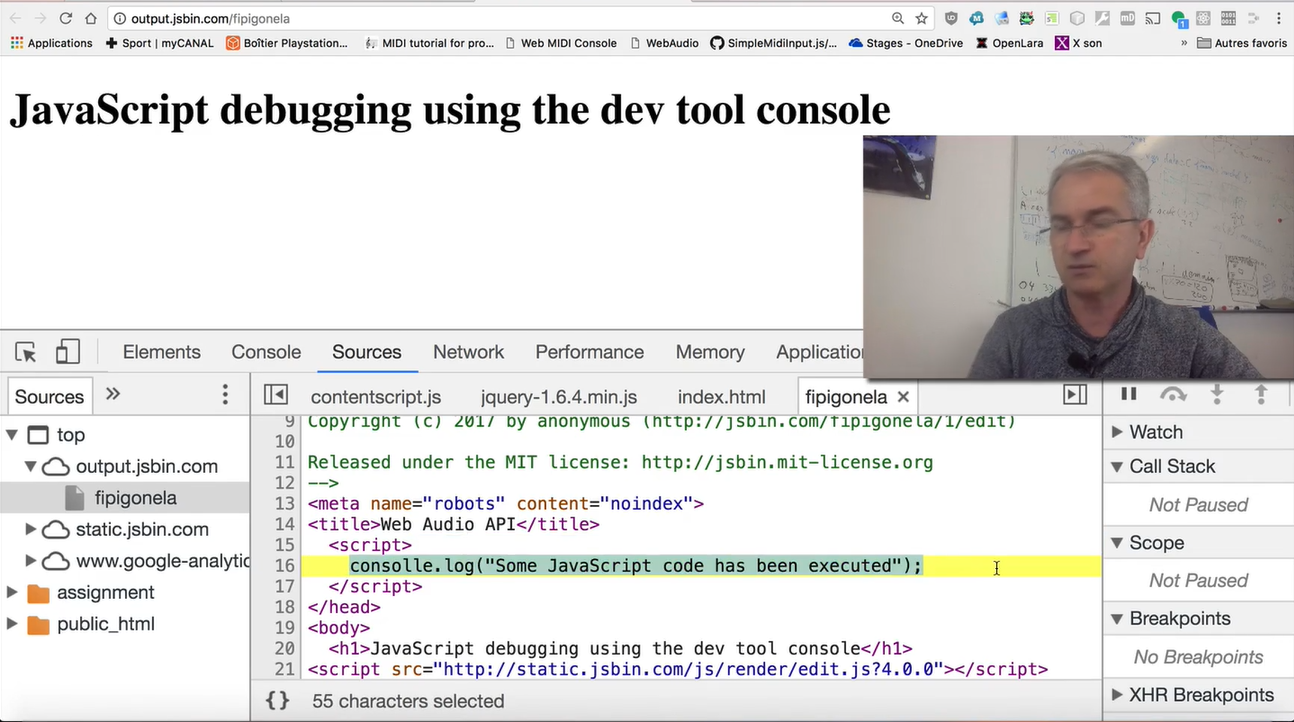 output.jsbin.com/fipigonela
Applications
Sport | myCANAL
Boîtier Playstation...
MIDI tutorial for pro...
Web MIDI Console
WebAudio
SimpleMidiInput.js/...
Stages - OneDrive
OpenLara
X son
»
Autres favoris
JavaScript debugging using the dev tool console
Elements Console Sources Network Performance Memory Application
Sources »
contentscript.js jquery-1.6.4.min.js index.html fipigonela ×
top
output.jsbin.com
fipigonela
static.jsbin.com
www.google-analytic
assignment
public_html
9 Copyright (c) 2017 by anonymous (http://jsbin.com/fipigonela/1/edit)
10
11 Released under the MIT license: http://jsbin.mit-license.org
12 -->
13 <meta name="robots" content="noindex">
14 <title>Web Audio API</title>
15 <script>
16 consolle.log("Some JavaScript code has been executed");
17 </script>
18 </head>
19 <body>
20 <h1>JavaScript debugging using the dev tool console</h1>
21 <script src="http://static.jsbin.com/js/render/edit.js?4.0.0"></script>
{} 55 characters selected
Watch
Call Stack
Not Paused
Scope
Not Paused
Breakpoints
No Breakpoints
XHR Breakpoints